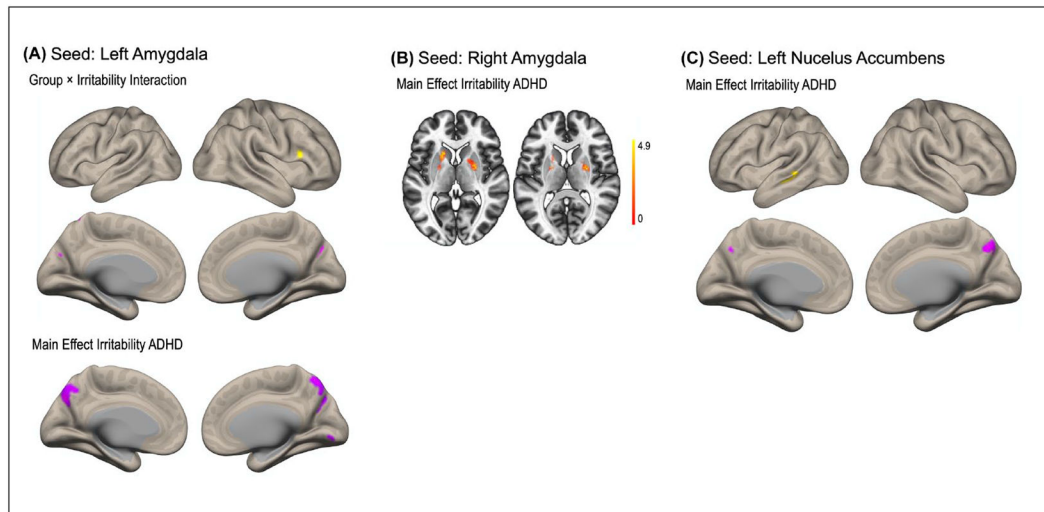 (A) Seed: Left Amygdala
Group × Irritability Interaction
Main Effect Irritability ADHD
(B) Seed: Right Amygdala
Main Effect Irritability ADHD
4.9
0
(C) Seed: Left Nucelus Accumbens
Main Effect Irritability ADHD